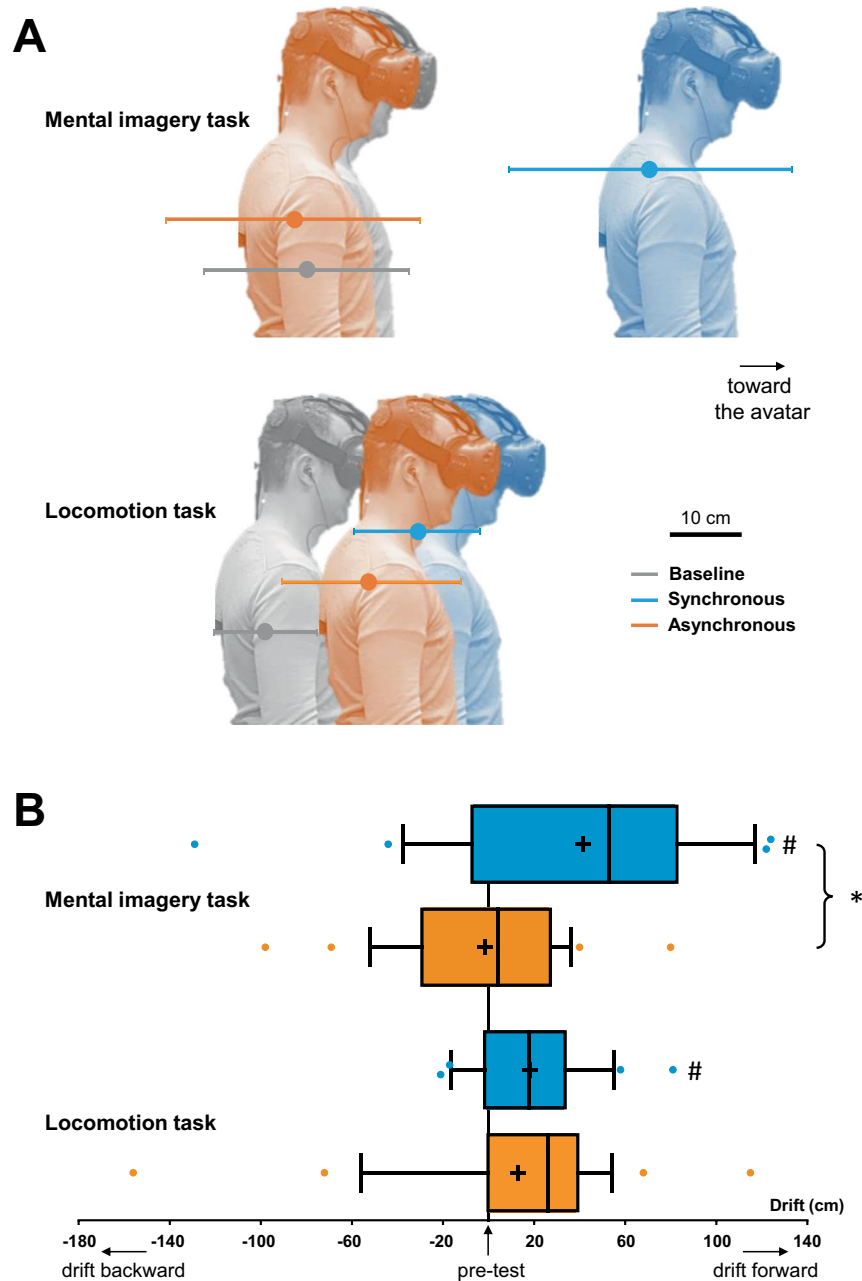 A
Mental imagery task
toward
the avatar
Locomotion task
10 cm
Baseline
Synchronous
Asynchronous
B
#
*
Mental imagery task
#
Locomotion task
Drift (cm)
-180 -140 -100 -60 -20 20 60 100 140
drift backward pre-test drift forward